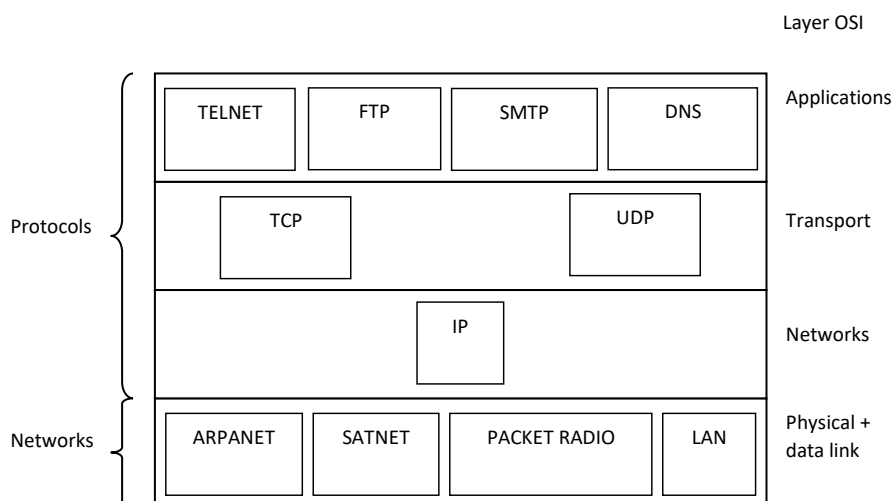 Layer OSI
TELNET FTP SMTP DNS
Applications
Protocols
TCP UDP
Transport
IP
Networks
Networks
ARPANET SATNET PACKET RADIO LAN
Physical +
data link